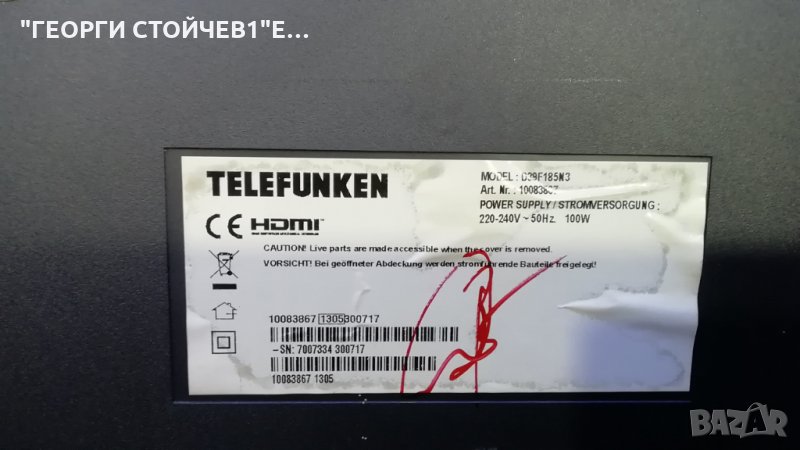 "ГЕОРГИ СТОЙЧЕВ1"Е...
TELEFUNKEN
MODEL : D39F185N3
Art. Nr. : 10083867
POWER SUPPLY / STROMVERSORGUNG :
220-240V ~ 50Hz. 100W
CE HDMI
CAUTION! Live parts are made accessible when the cover is removed.
VORSICHT! Bei geöffneter Abdeckung werden stromführende Bauteile freigelegt!
10083867 1305300717
-SN: 7007334 300717
10083867 1305
BAZAR